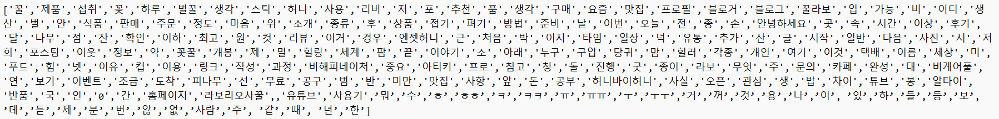 ['꿀','제품','섭취','꽃','하루','벌꿀','생각','스틱','허니','사용','리버','저','포','추천','품','생각','구매','요즘','맛집','프로필','블로거','블로그','꿀라보','입','가능','비','어디','생
산','벌','안','식품','판매','주문','정도','마음','위','소개','종류','후','상품','접기','펴기','방법','준비','날','이번','오늘','전','종','손','안녕하세요','곳','속','시간','이상','후기',
'달','나무','점','잔','확인','이하','최고','원','컷','리뷰','이거','경우','엔젯허니','근','처음','박','이지','타임','일상','덕','유통','추가','산','글','시작','일반','다음','사진','시','저
희','포스팅','이웃','정보','약','꽃꿀','개봉','제','밀','힐링','세계','팜','끝','이야기','소','아래','누구','구입','당귀','맘','힐러','각종','개인','여기','이것','택배','이름','세상','미',
'푸드','힘','넷','이유','컵','이용','링크','작성','과정','비해피네이처','중요','아티키','프로','참고','청','돌','진행','굿','종이','라보','무엇','주','문의','카페','완성','대','비케어풀',
'연','보기','이벤트','조금','도착','피나무','선','무료','공구','범','반','미만','맛집','사항','앞','돈','공부','허니바이허니','사실','오픈','관심','생','밥','차이','튜브','봉','알타이',
'반품','국','인','0','간','홈페이지','라보리오사꿀',,'유튜브','사용기','뭐’,’수’,’ㅎ’,’ㅎㅎ’,’ㅋ’,’ㅋㅋ’,’ㅠ’,’ㅠㅠ’,’ㅜ’,’ㅜㅜ’,’거’,’꺼’,’것’,’용’,’나’,’이’, ’있’,’하’,’들’,’등’,’보’,
’데’,’듣’,’제’,’분’,’번’,’않’,’없’,’사람’,’주’, ’같’,’때’, ’년’,’한’]